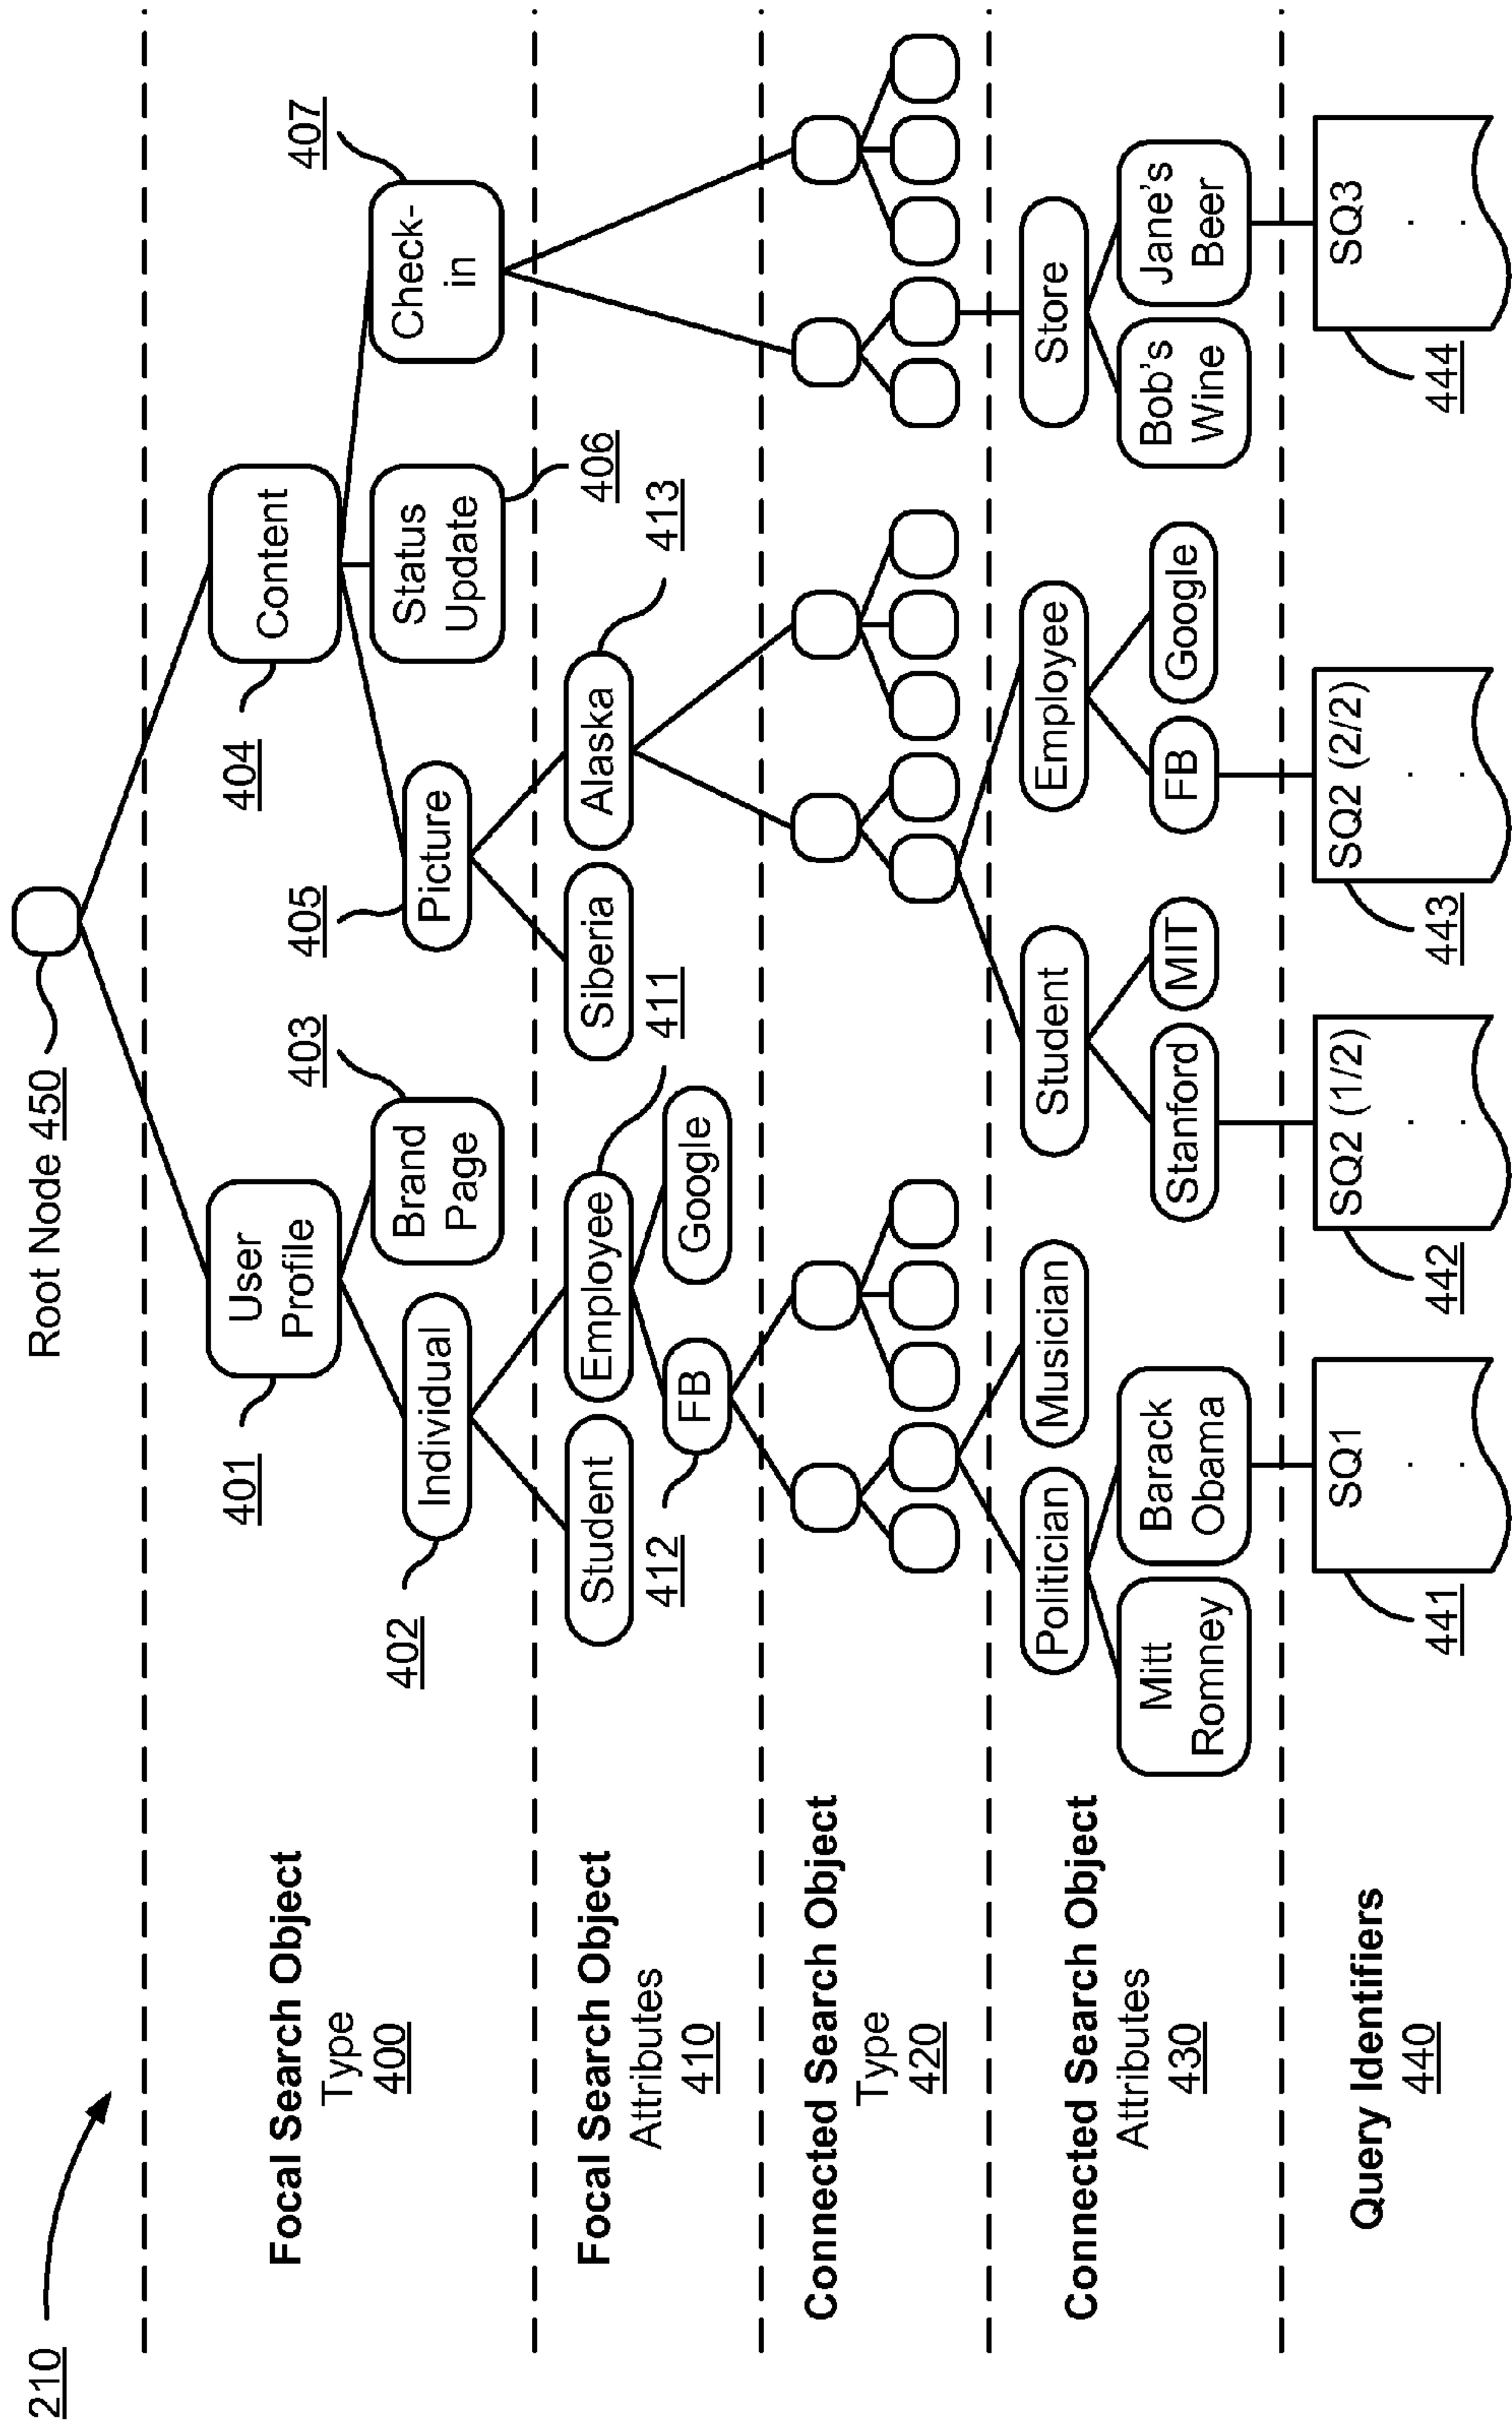 210
Root Node 450
Focal Search Object
Type
400
User
Profile
401
Content
404
Individual
402
Brand
Page
403
Picture
405
Status
Update
406
Check-
in
407
Focal Search Object
Attributes
410
Student
Employee
411
Siberia
Alaska
413
FB
412
Google
Connected Search Object
Type
420
Connected Search Object
Attributes
430
Politician
Musician
Student
Employee
Store
Mitt
Romney
Barack
Obama
Stanford
MIT
FB
Google
Bob's
Wine
Jane's
Beer
Query Identifiers
440
441
SQ1
442
SQ2 (1/2)
443
SQ2 (2/2)
444
SQ3